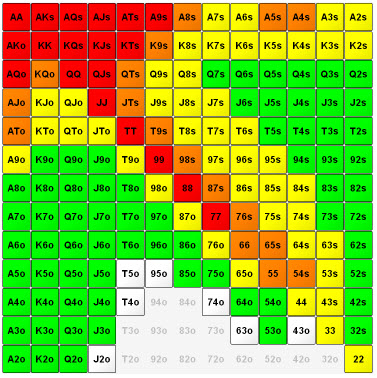 AA AKs AQs AJs ATs A9s A8s A7s A6s A5s A4s A3s A2s
AKo KK KQs KJs KTs K9s K8s K7s K6s K5s K4s K3s K2s
AQo KQo QQ QJs QTs Q9s Q8s Q7s Q6s Q5s Q4s Q3s Q2s
AJo KJo QJo JJ JTs J9s J8s J7s J6s J5s J4s J3s J2s
ATo KTo QTo JTo TT T9s T8s T7s T6s T5s T4s T3s T2s
A9o K9o Q9o J9o T9o 99 98s 97s 96s 95s 94s 93s 92s
A8o K8o Q8o J8o T8o 98o 88 87s 86s 85s 84s 83s 82s
A7o K7o Q7o J7o T7o 97o 87o 77 76s 75s 74s 73s 72s
A6o K6o Q6o J6o T6o 96o 86o 76o 66 65s 64s 63s 62s
A5o K5o Q5o J5o T5o 95o 85o 75o 65o 55 54s 53s 52s
A4o K4o Q4o J4o T4o 94o 84o 74o 64o 54o 44 43s 42s
A3o K3o Q3o J3o T3o 93o 83o 73o 63o 53o 43o 33 32s
A2o K2o Q2o J2o T2o 92o 82o 72o 62o 52o 42o 32o 22